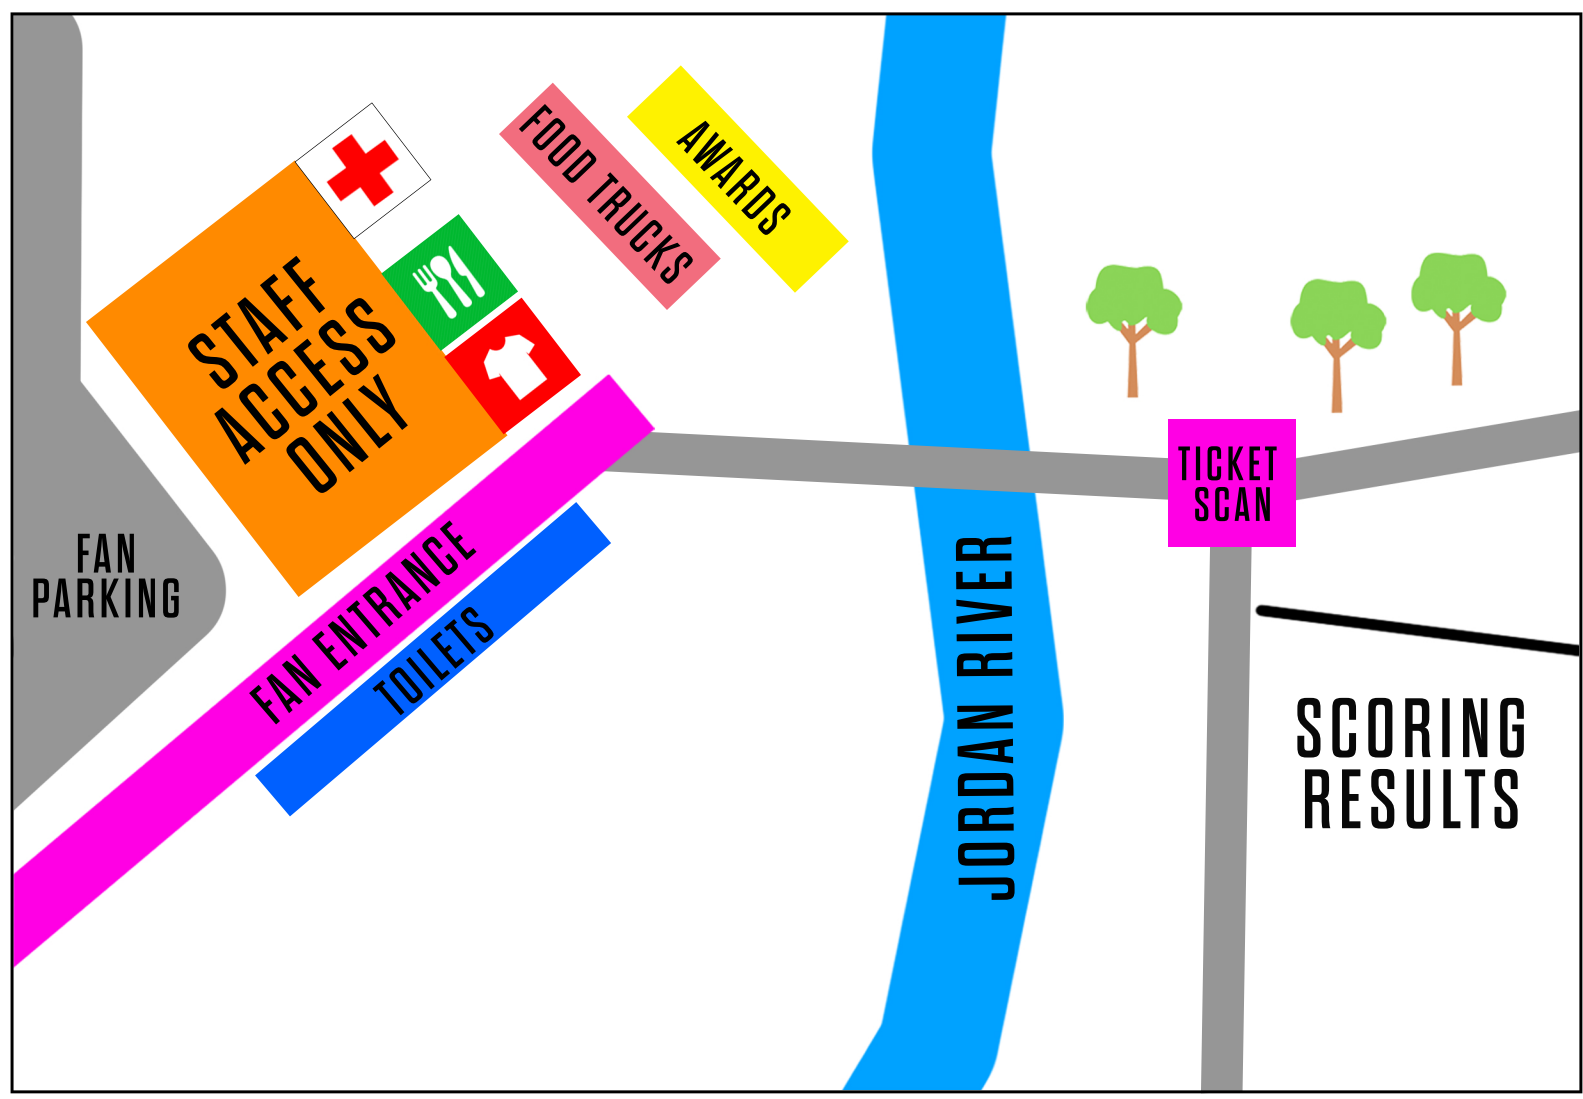 FOOD TRUCKS
AWARDS
STAFF
ACCESS
ONLY
FAN
PARKING
FAN ENTRANCE
TOILETS
JORDAN RIVER
TICKET
SCAN
SCORING
RESULTS